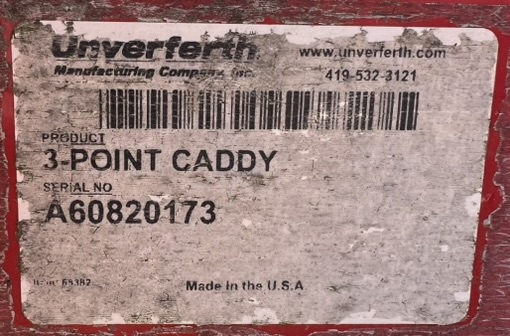 Unverferth
www.unverferth.com
Manufacturing Company, Inc.
419-532-3121
PRODUCT
3-POINT CADDY
SERIAL NO
A60820173
Made in the U.S.A